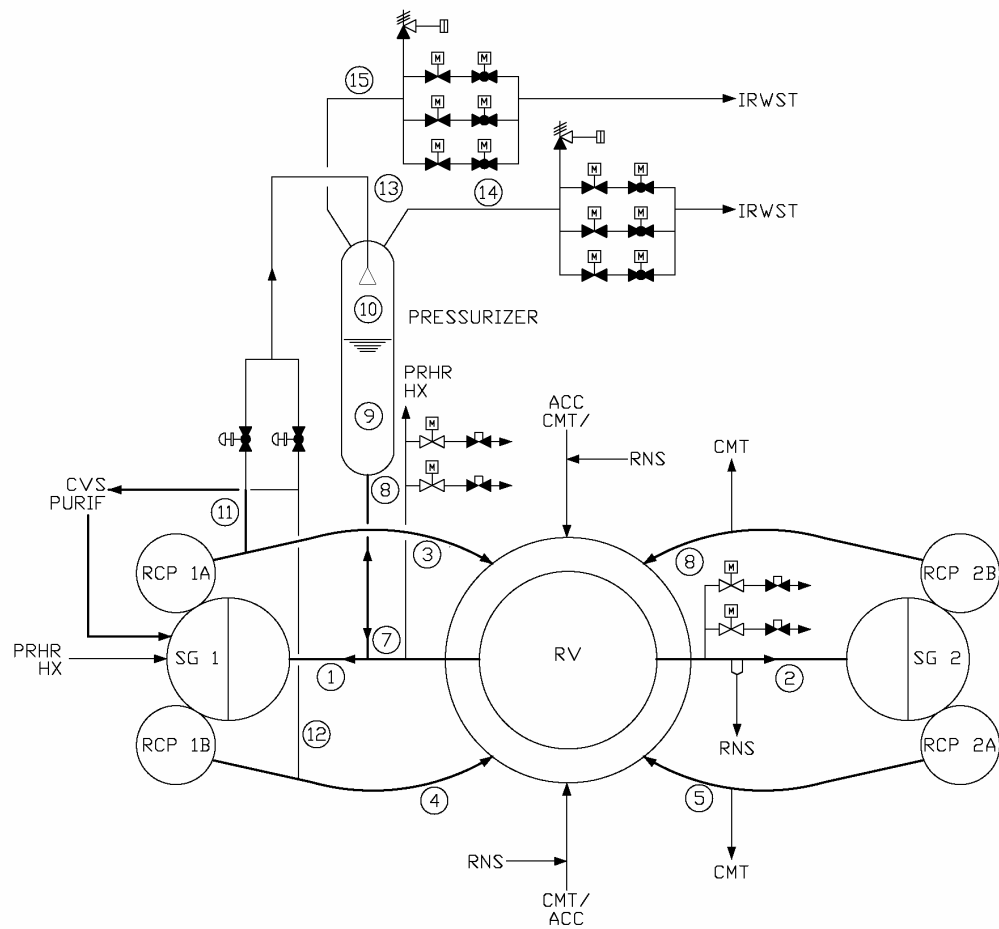 M
M
15
IRWST
M
M
M
M
13
14
M
M
IRWST
M
M
M
M
10
PRESSURIZER
PRHR
HX
9
M
ACC
CMT/
RNS
CMT
M
CVS
PURIF
8
11
3
8
M
RCP 1A
RCP 2B
M
7
PRHR
HX
SG 1
RV
SG 2
1
2
12
RNS
RCP 1B
RCP 2A
4
5
RNS
CMT
CMT/
ACC